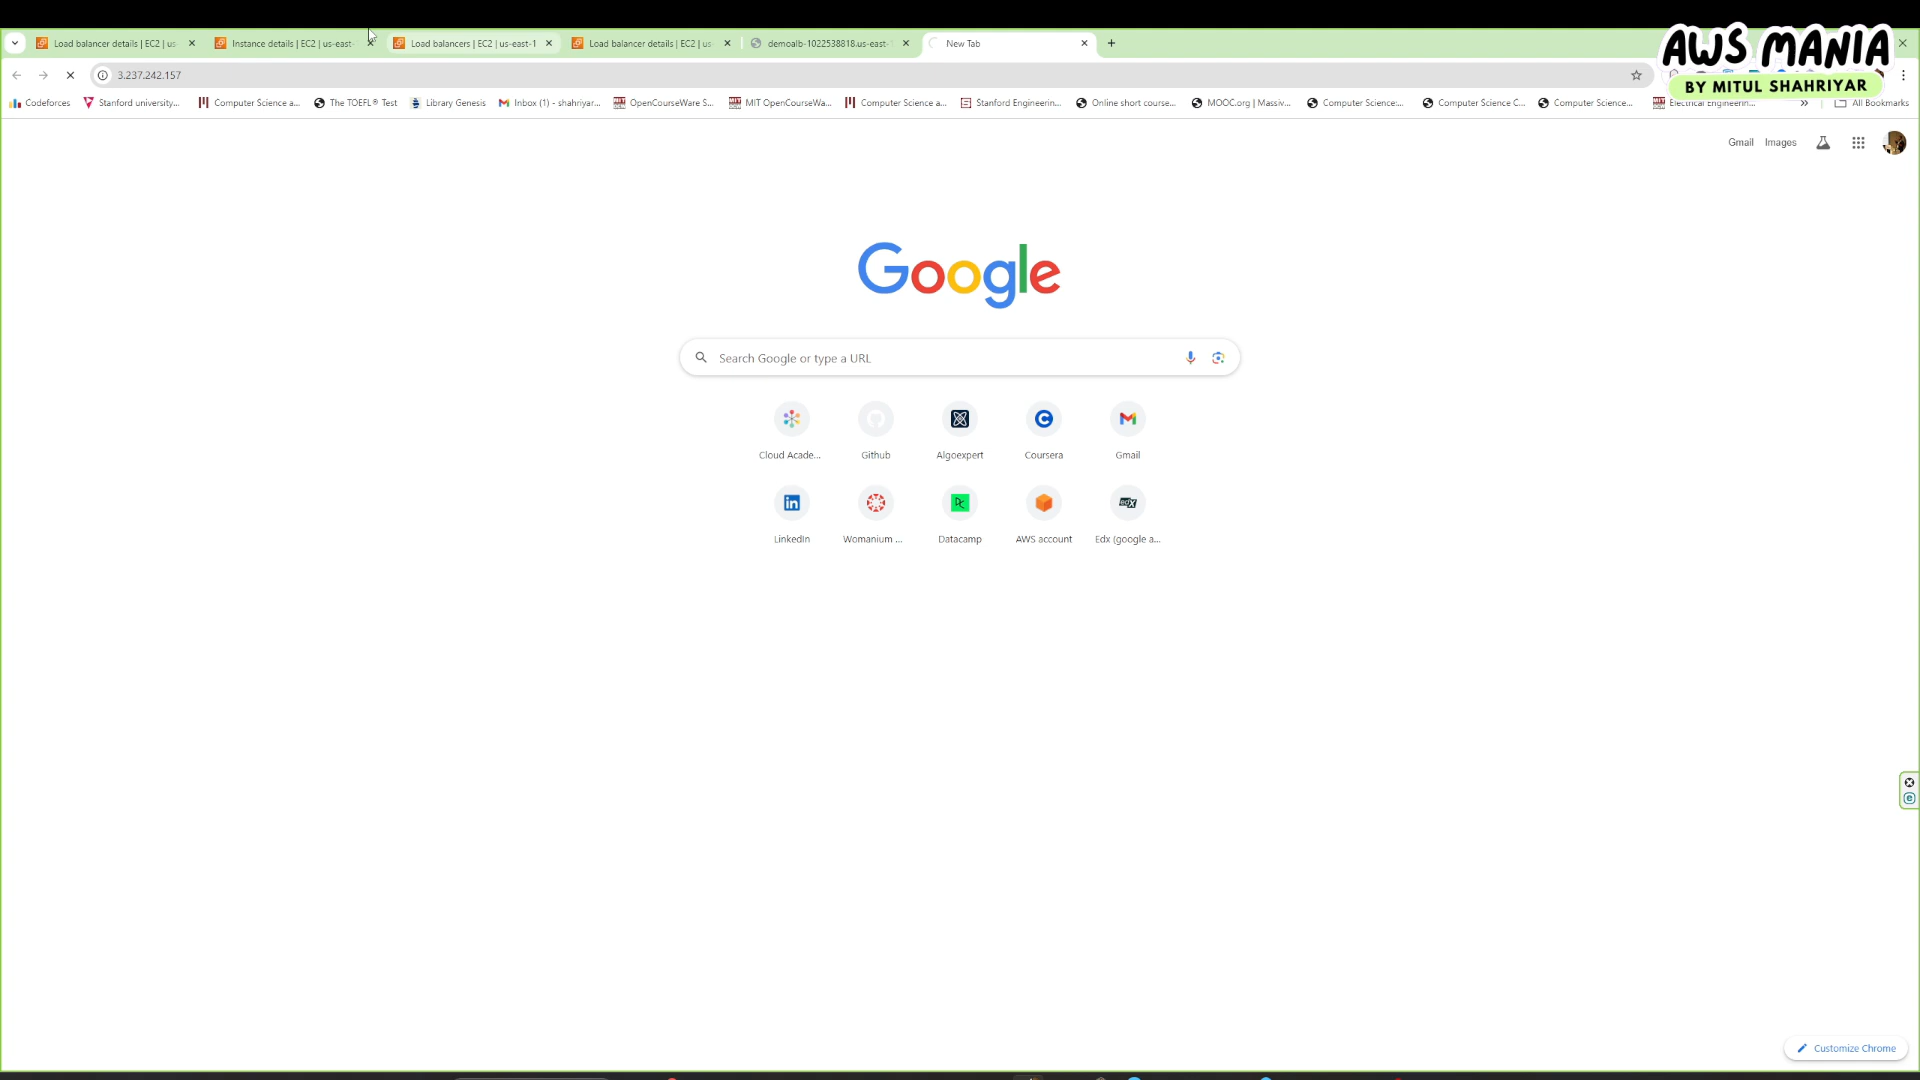 Load balancer details | EC2 | us-
Instance details | EC2 | us-east-
Load balancers | EC2 | us-east-1
Load balancer details | EC2 | us-
demoalb-1022538818.us-east-
New Tab
AWS MANIA
BY MITUL SHAHRIYAR
3.237.242.157
Codeforces
Stanford university...
Computer Science a...
The TOEFL® Test
Library Genesis
Inbox (1) - shahriyar...
OpenCourseWare S...
MIT OpenCourseWa...
Computer Science a...
Stanford Engineerin...
Online short course...
MOOC.org | Massiv...
Computer Science:...
Computer Science C...
Computer Science...
Electrical Engineerin...
All Bookmarks
Gmail
Images
Google
Search Google or type a URL
Cloud Acade...
Github
Algoexpert
Coursera
Gmail
LinkedIn
Womanium ...
Datacamp
AWS account
Edx (google a...
Customize Chrome